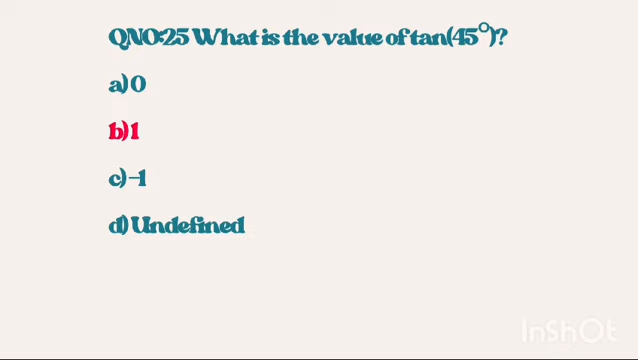 QNO:25 What is the value of tan(45°)?
a) 0
b) 1
c) -1
d) Undefined
InShOt